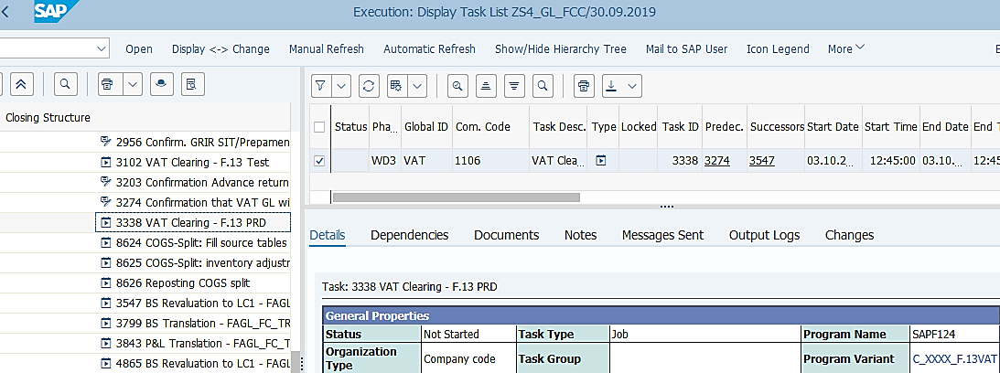 SAP Execution: Display Task List ZS4_GL_FCC/30.09.2019
Open Display <-> Change Manual Refresh Automatic Refresh Show/Hide Hierarchy Tree Mail to SAP User Icon Legend More
Closing Structure
2956 Confirm. GRIR SIT/Prepamen
3102 VAT Clearing - F.13 Test
3203 Confirmation Advance return
3274 Confirmation that VAT GL wi
3338 VAT Clearing - F.13 PRD
8624 COGS-Split: Fill source tables
8625 COGS-Split: inventory adjustr
8626 Reposting COGS split
3547 BS Revaluation to LC1 - FAGL
3799 BS Translation - FAGL_FC_TR
3843 P&L Translation - FAGL_FC_T
4865 BS Revaluation to LC1 - FAGL
Status Pha... Global ID Com. Code Task Desc. Type Locked Task ID Predec. Successors Start Date Start Time End Date End T
WD3 VAT 1106 VAT Clea... 3338 3274 3547 03.10.2... 12:45:00 03.10.... 12:45
Details Dependencies Documents Notes Messages Sent Output Logs Changes
Task: 3338 VAT Clearing - F.13 PRD
General Properties
Status Not Started Task Type Job Program Name SAPF124
Organization Type Company code Task Group Program Variant C_XXXX_F.13VAT